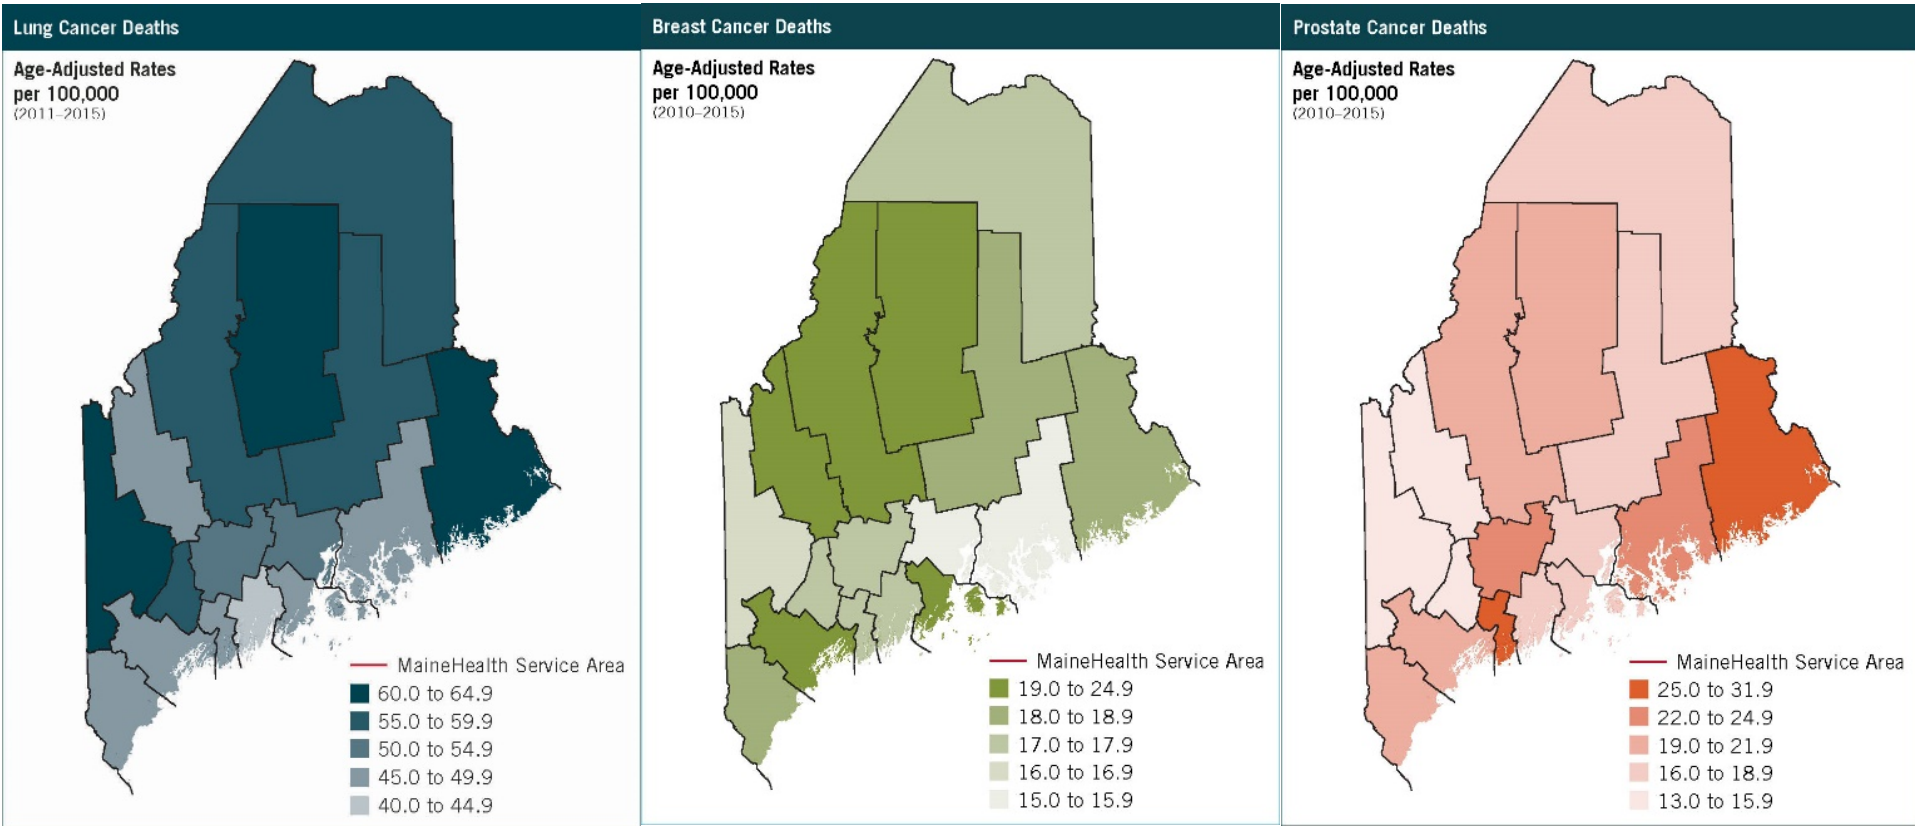 Lung Cancer Deaths
Age-Adjusted Rates
per 100,000
(2011–2015)
MaineHealth Service Area
60.0 to 64.9
55.0 to 59.9
50.0 to 54.9
45.0 to 49.9
40.0 to 44.9
Breast Cancer Deaths
Age-Adjusted Rates
per 100,000
(2010–2015)
MaineHealth Service Area
19.0 to 24.9
18.0 to 18.9
17.0 to 17.9
16.0 to 16.9
15.0 to 15.9
Prostate Cancer Deaths
Age-Adjusted Rates
per 100,000
(2010–2015)
MaineHealth Service Area
25.0 to 31.9
22.0 to 24.9
19.0 to 21.9
16.0 to 18.9
13.0 to 15.9